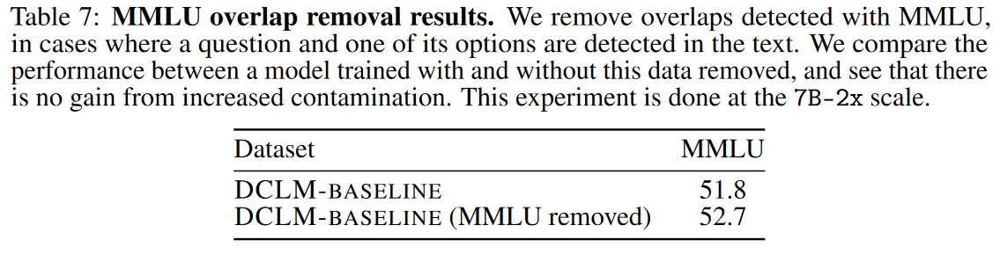 Table 7: MMLU overlap removal results. We remove overlaps detected with MMLU,
in cases where a question and one of its options are detected in the text. We compare the
performance between a model trained with and without this data removed, and see that there
is no gain from increased contamination. This experiment is done at the 7B-2x scale.
Dataset MMLU
DCLM-BASELINE 51.8
DCLM-BASELINE (MMLU removed) 52.7